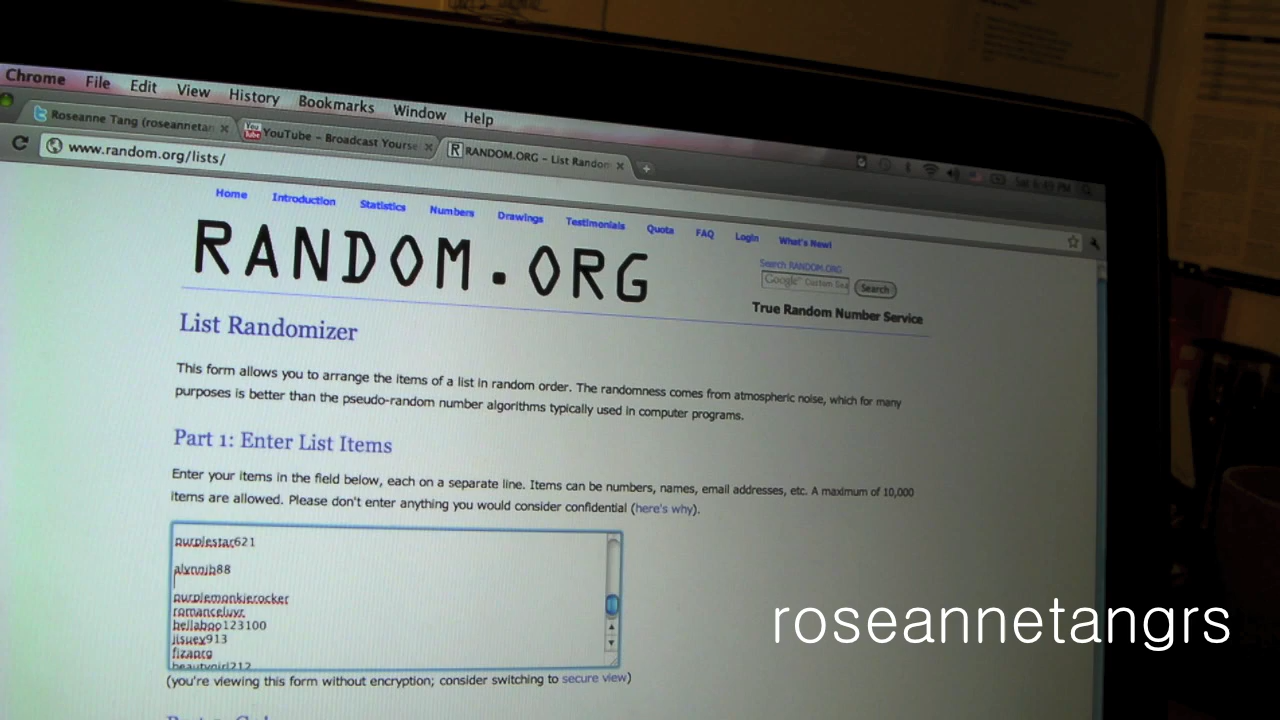 Chrome File Edit View History Bookmarks Window Help
Sat 6:49 PM
Roseanne Tang (roseannetan
YouTube - Broadcast Yourse
RANDOM.ORG - List Random
www.random.org/lists/
Home Introduction Statistics Numbers Drawings Testimonials Quota FAQ Login What's New!
RANDOM.ORG
Search RANDOM.ORG
Google Custom Sea Search
True Random Number Service
List Randomizer
This form allows you to arrange the items of a list in random order. The randomness comes from atmospheric noise, which for many
purposes is better than the pseudo-random number algorithms typically used in computer programs.
Part 1: Enter List Items
Enter your items in the field below, each on a separate line. Items can be numbers, names, email addresses, etc. A maximum of 10,000
items are allowed. Please don't enter anything you would consider confidential (here's why).
purplestar621
purplemonkierocker
romanceluvr
hellaboo123100
beautygirl212
(you're viewing this form without encryption; consider switching to secure view)
roseannetangrs